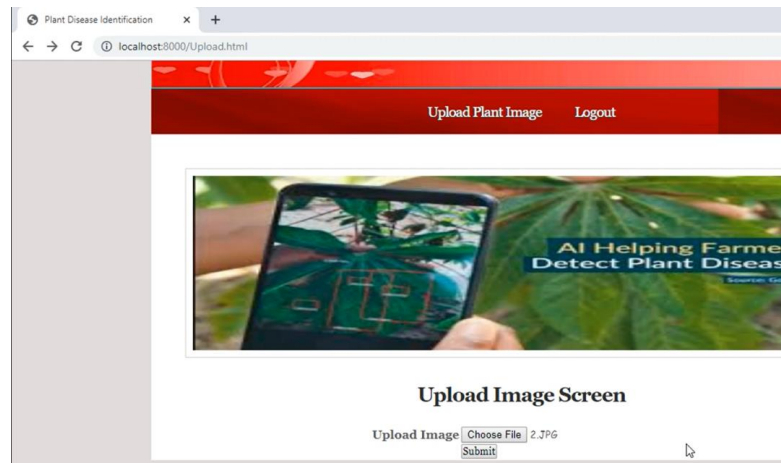 Plant Disease Identification
localhost:8000/Upload.html
Upload Plant Image Logout
AI Helping Farme
Detect Plant Diseas
Source:
Upload Image Screen
Upload Image Choose File 2.JPG
Submit